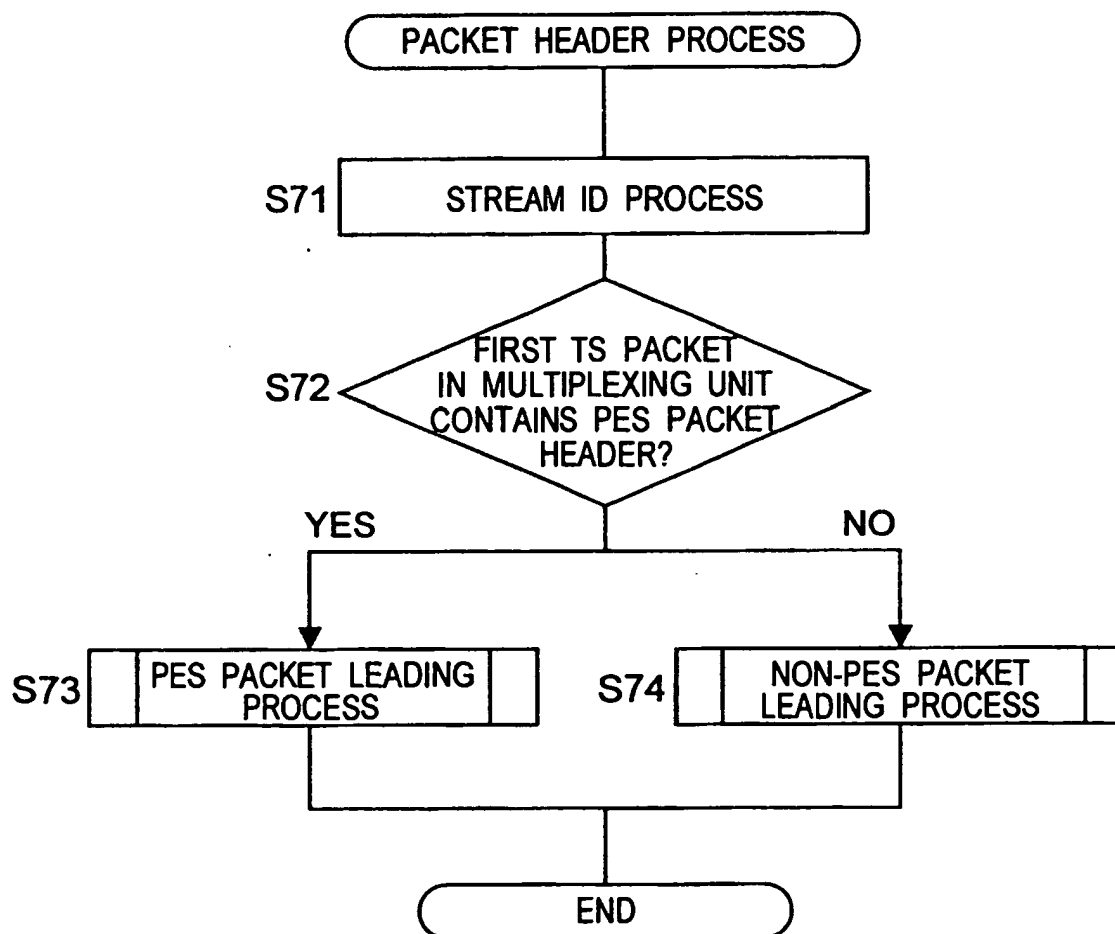 PACKET HEADER PROCESS
S71
STREAM ID PROCESS
S72
FIRST TS PACKET
IN MULTIPLEXING UNIT
CONTAINS PES PACKET
HEADER?
YES
NO
S73
PES PACKET LEADING
PROCESS
S74
NON-PES PACKET
LEADING PROCESS
END